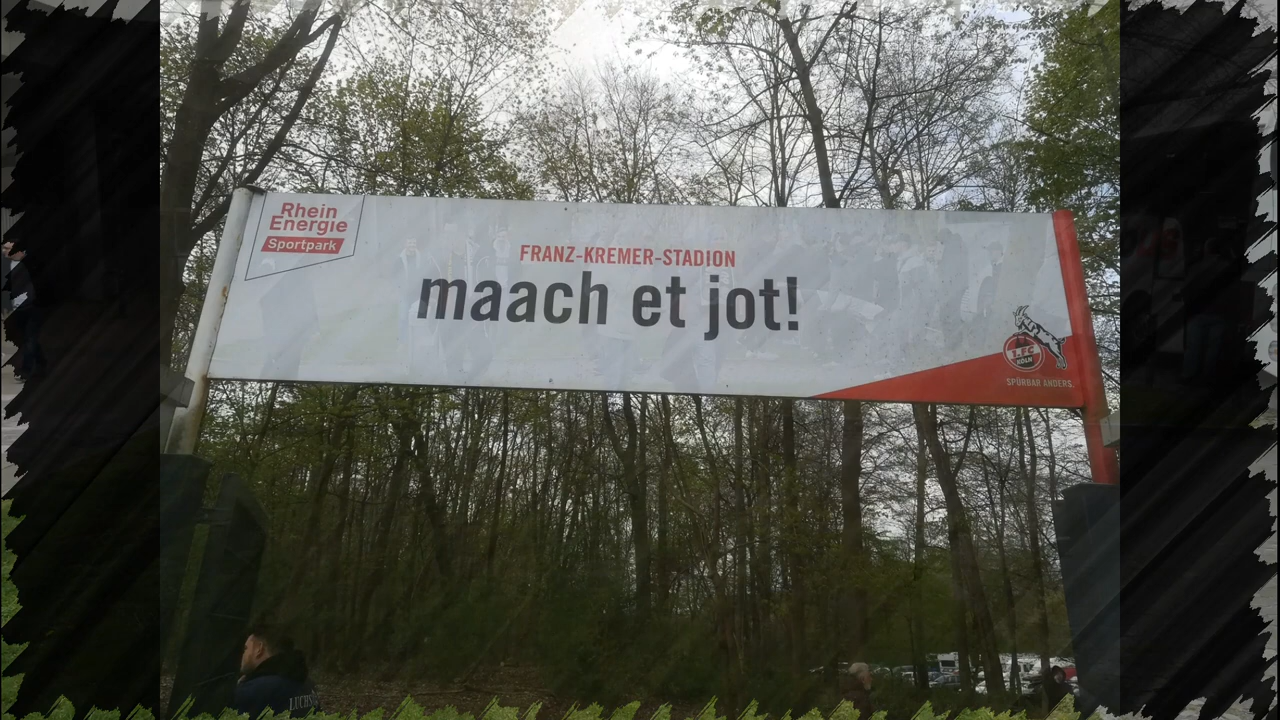 Rhein
Energie
Sportpark
FRANZ-KREMER-STADION
maach et jot!
1.FC
KÖLN
SPÜRBAR ANDERS.